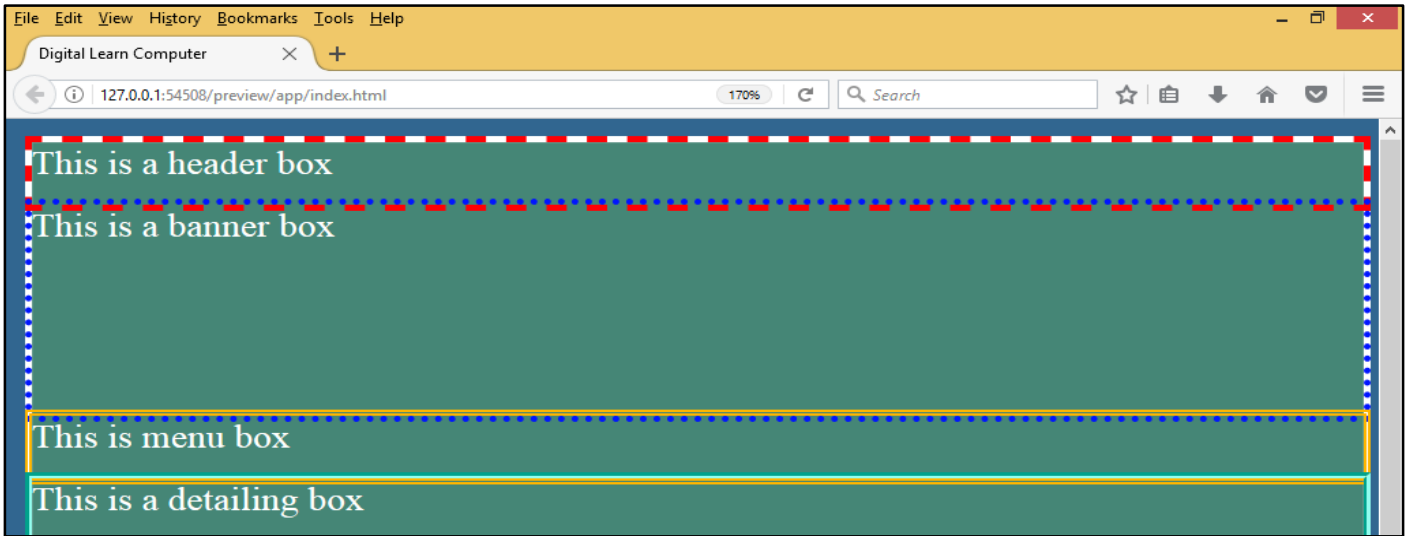 File Edit View History Bookmarks Tools Help
Digital Learn Computer
127.0.0.1:54508/preview/app/index.html 170% Search
This is a header box
This is a banner box
This is menu box
This is a detailing box